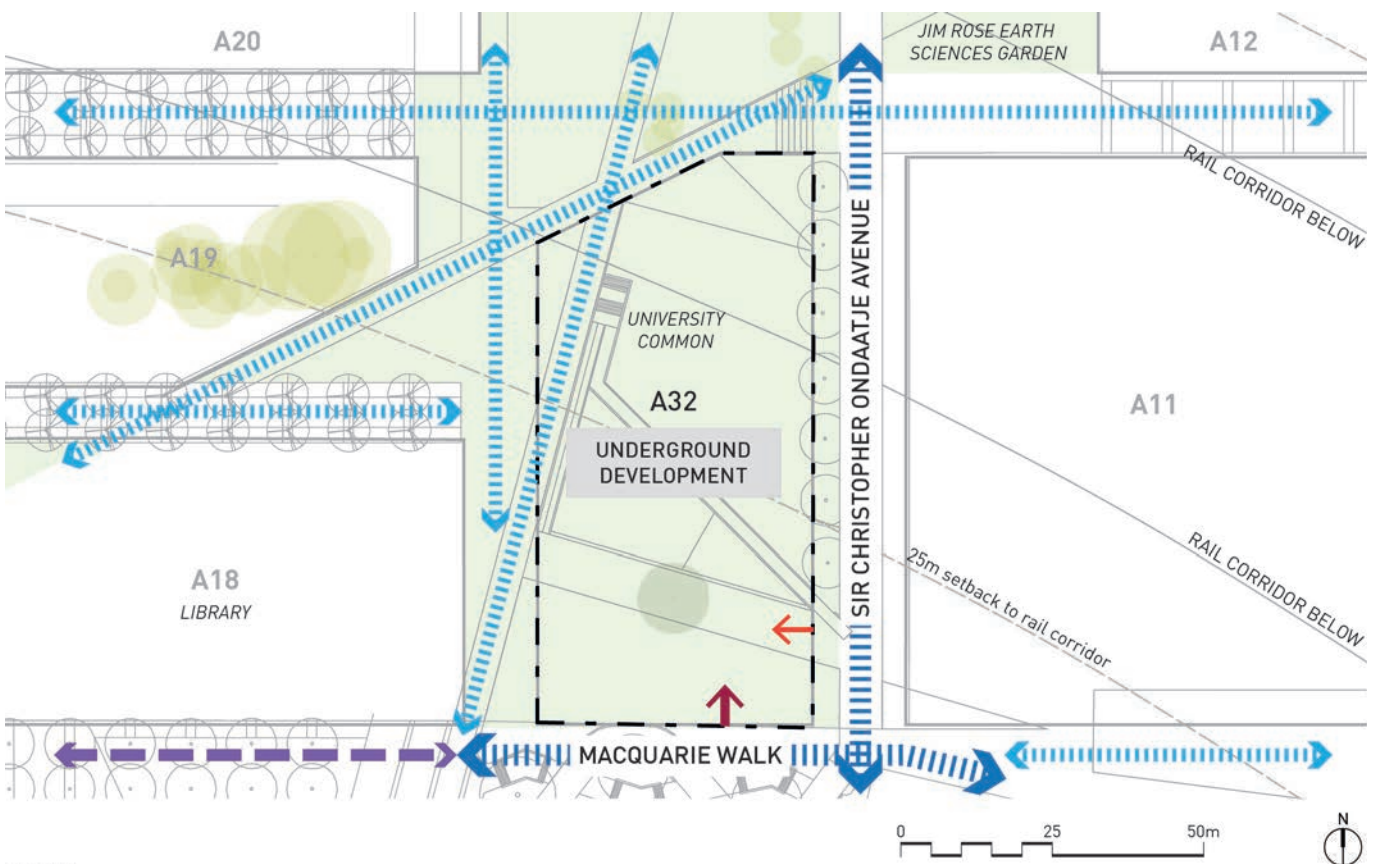 A20
JIM ROSE EARTH
SCIENCES GARDEN
A12
RAIL CORRIDOR BELOW
A19
UNIVERSITY
COMMON
SIR CHRISTOPHER ONDAATJE AVENUE
A32
A11
UNDERGROUND
DEVELOPMENT
A18
LIBRARY
25m setback to rail corridor
RAIL CORRIDOR BELOW
MACQUARIE WALK
0 25 50m
N